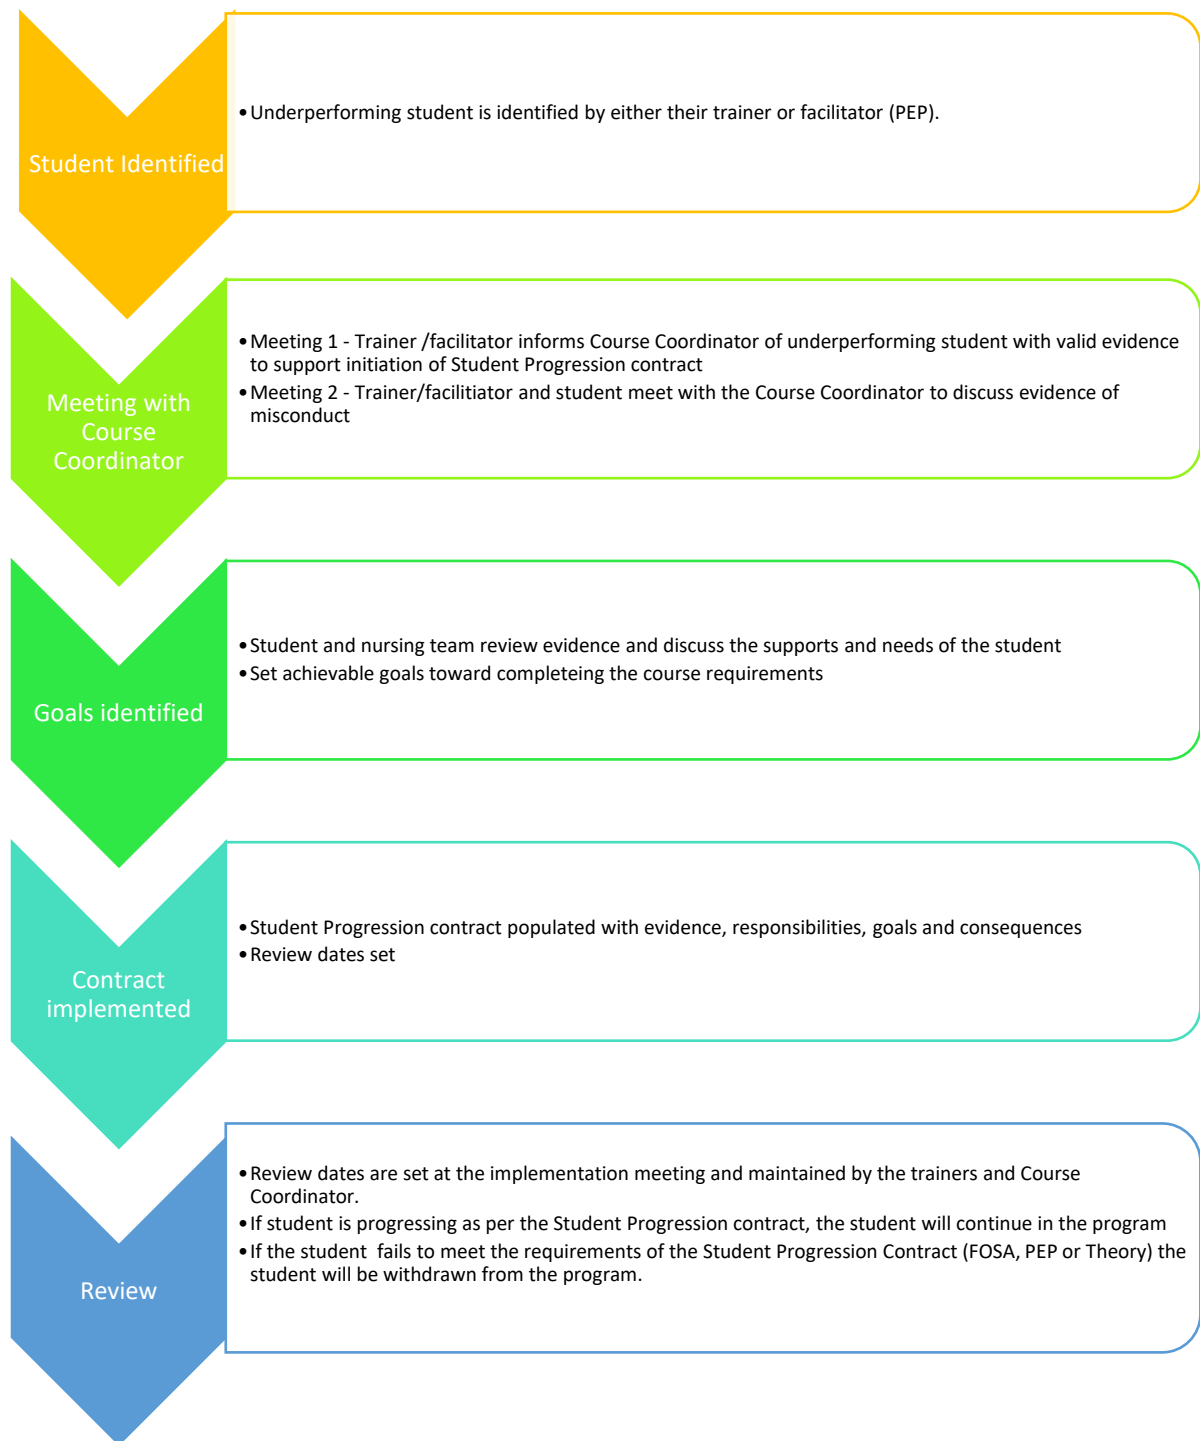 Student Identified
•Underperforming student is identified by either their trainer or facilitator (PEP).
Meeting with
Course
Coordinator
•Meeting 1 - Trainer /facilitator informs Course Coordinator of underperforming student with valid evidence
to support initiation of Student Progression contract
•Meeting 2 - Trainer/facilitiator and student meet with the Course Coordinator to discuss evidence of
misconduct
Goals identified
•Student and nursing team review evidence and discuss the supports and needs of the student
•Set achievable goals toward completeing the course requirements
Contract
implemented
•Student Progression contract populated with evidence, responsibilities, goals and consequences
•Review dates set
Review
•Review dates are set at the implementation meeting and maintained by the trainers and Course
Coordinator.
•If student is progressing as per the Student Progression contract, the student will continue in the program
•If the student  fails to meet the requirements of the Student Progression Contract (FOSA, PEP or Theory) the
student will be withdrawn from the program.